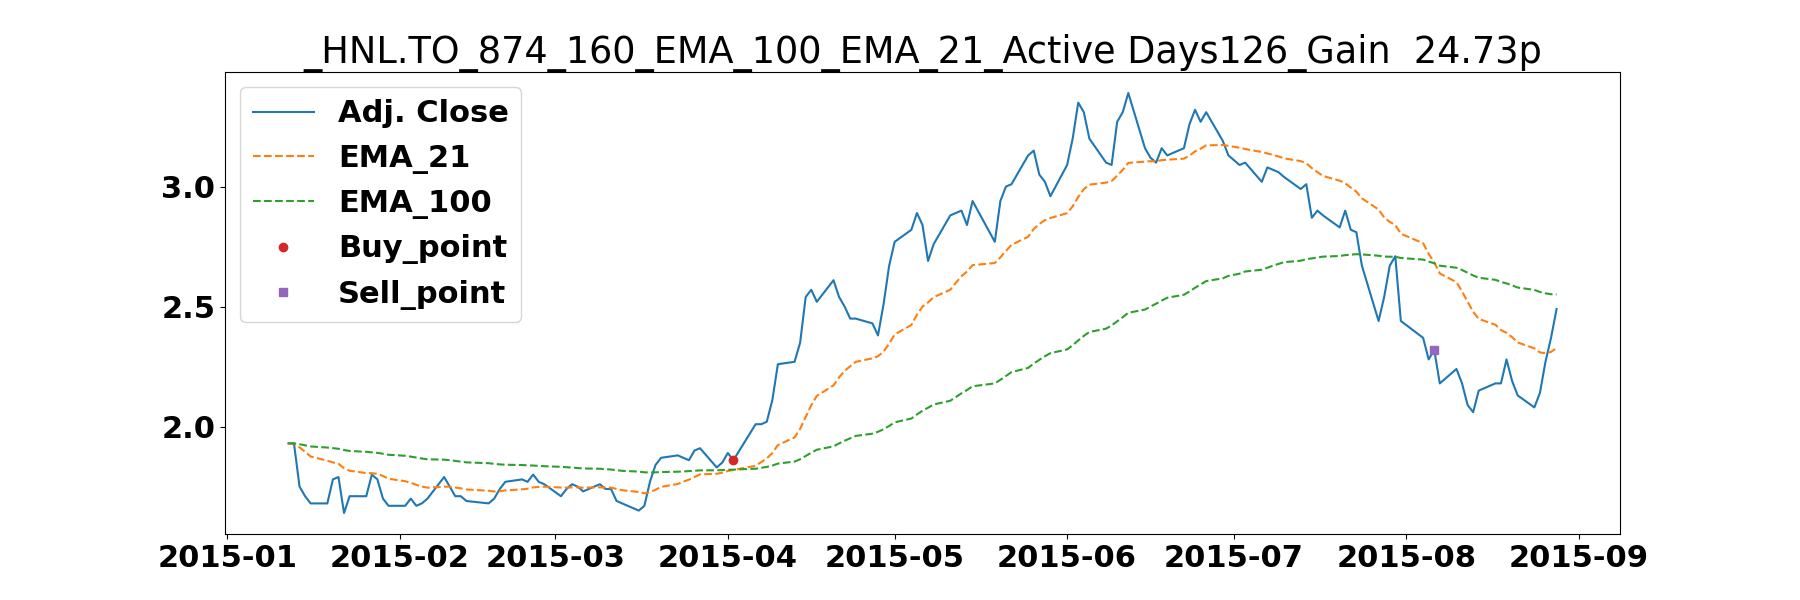 _HNL.TO_874_160_EMA_100_EMA_21_Active Days126_Gain  24.73p
Adj. Close
EMA_21
EMA_100
Buy_point
Sell_point
3.0
2.5
2.0
2015-01 2015-02 2015-03 2015-04 2015-05 2015-06 2015-07 2015-08 2015-09